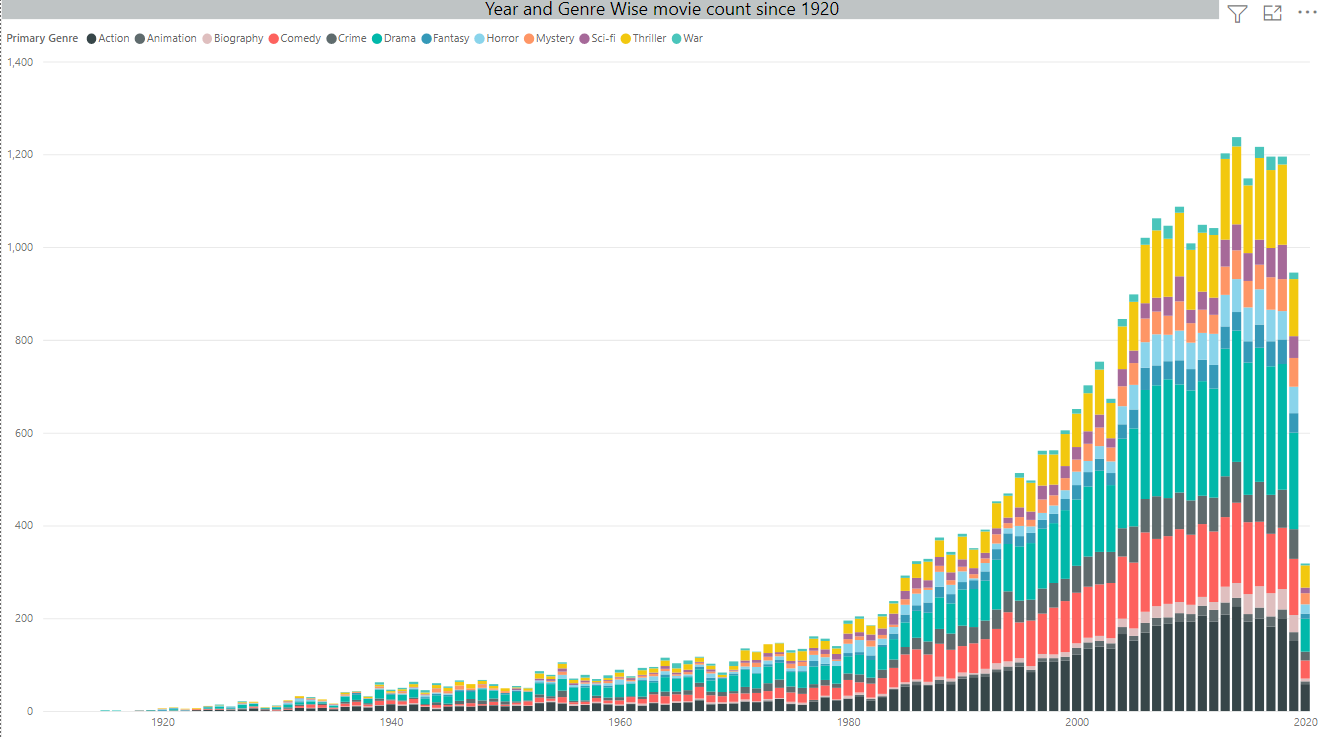 Year and Genre Wise movie count since 1920
Primary Genre Action Animation Biography Comedy Crime Drama Fantasy Horror Mystery Sci-fi Thriller War
1,400
1,200
1,000
800
600
400
200
0
1920 1940 1960 1980 2000 2020